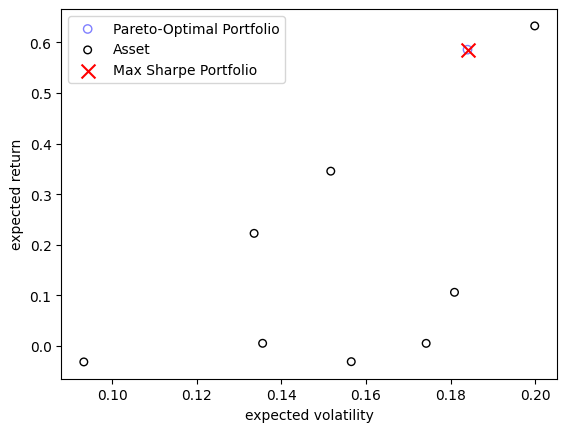 Pareto-Optimal Portfolio
Asset
Max Sharpe Portfolio
0.6
0.5
0.4
0.3
0.2
0.1
0.0
expected return
0.10 0.12 0.14 0.16 0.18 0.20
expected volatility